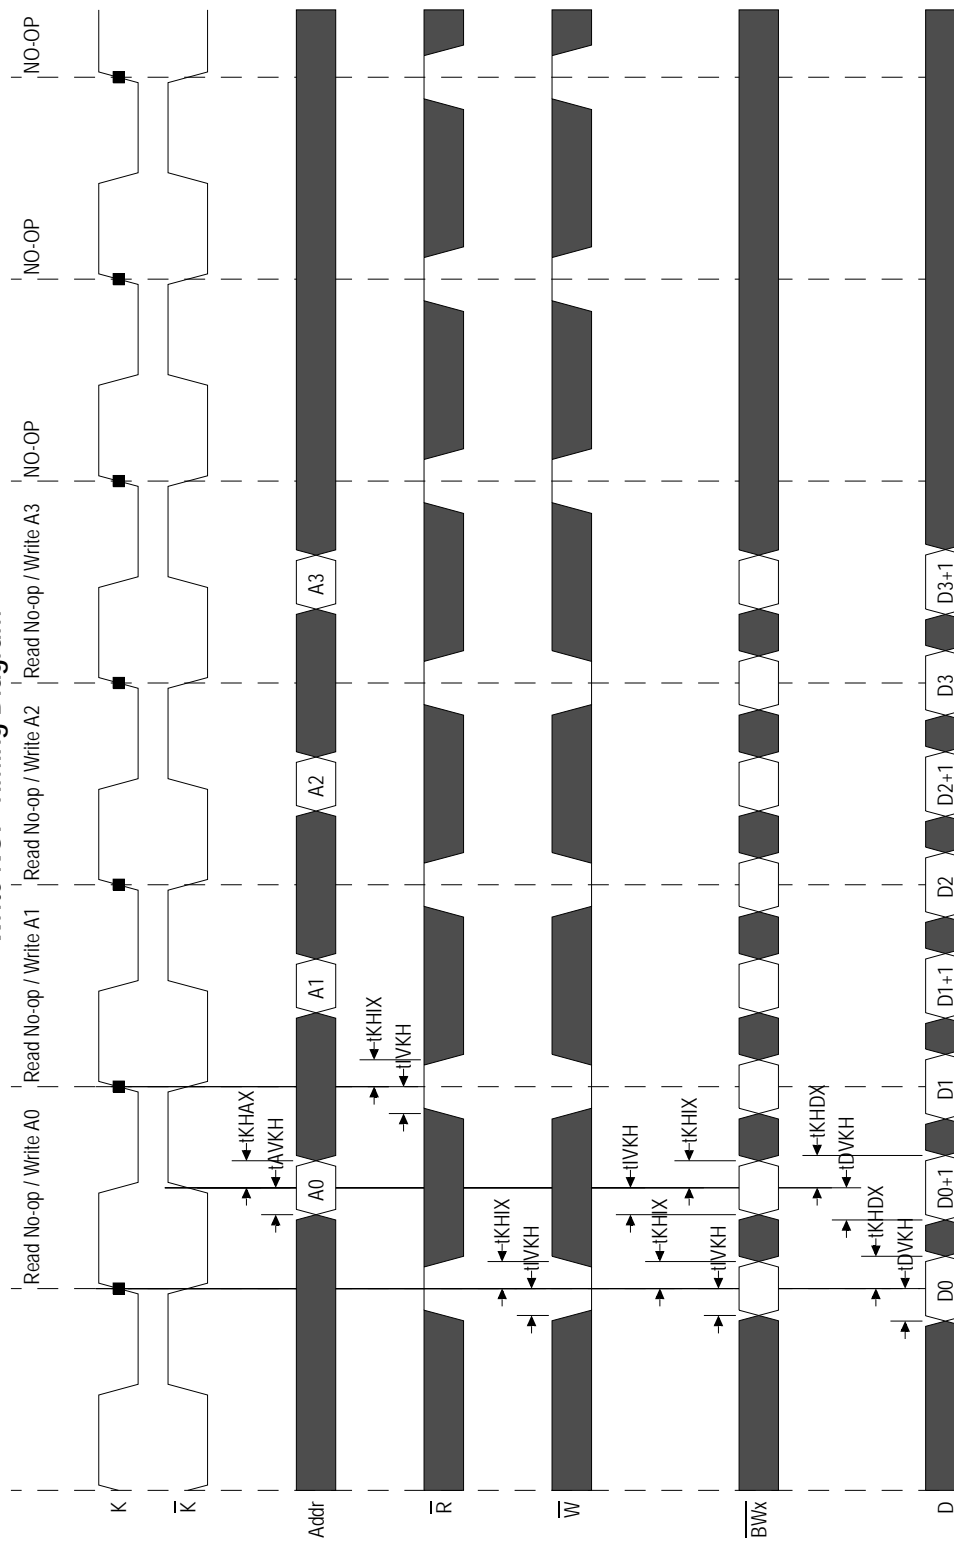 Read No-op / Write A0
Read No-op / Write A1
Read No-op / Write A2
Read No-op / Write A3
NO-OP
NO-OP
NO-OP
K
K
tKHAX
tAVKH
Addr
A0
A1
A2
A3
tKHIX
tIVKH
R
tKHIX
tIVKH
W
tIVKH
tKHIX
tKHIX
tIVKH
BWx
tKHDX
tDVKH
tKHDX
tDVKH
D
D0
D0+1
D1
D1+1
D2
D2+1
D3
D3+1